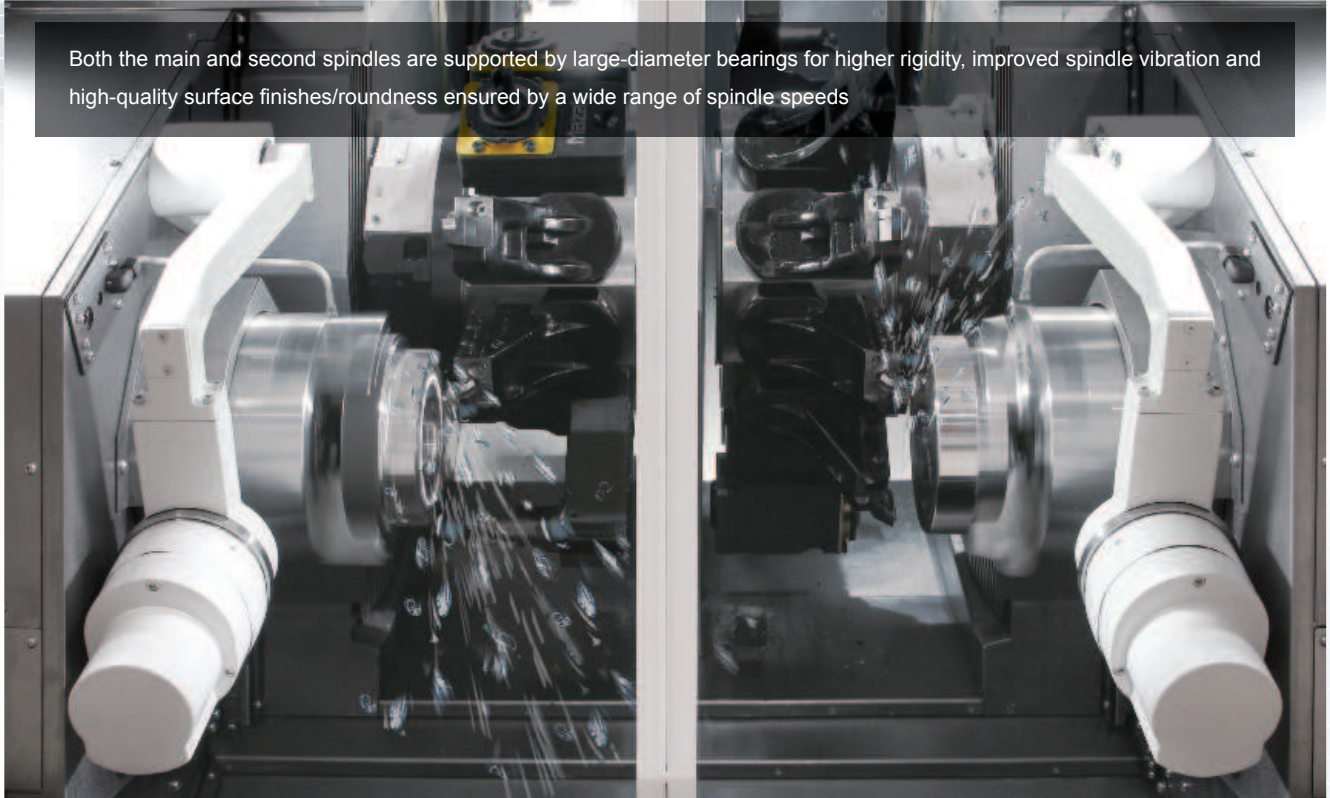 Both the main and second spindles are supported by large-diameter bearings for higher rigidity, improved spindle vibration and
high-quality surface finishes/roundness ensured by a wide range of spindle speeds